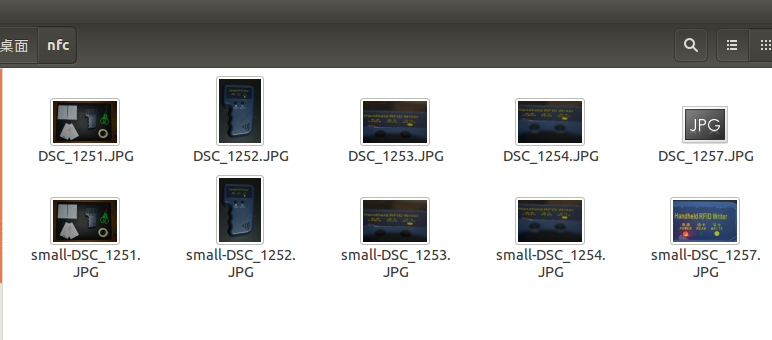 桌面 nfc
JPG
DSC_1251.JPG DSC_1252.JPG DSC_1253.JPG DSC_1254.JPG DSC_1257.JPG
Handheld RFID Writer
POWER
small-DSC_1251.
JPG
small-DSC_1252.
JPG
small-DSC_1253.
JPG
small-DSC_1254.
JPG
small-DSC_1257.
JPG